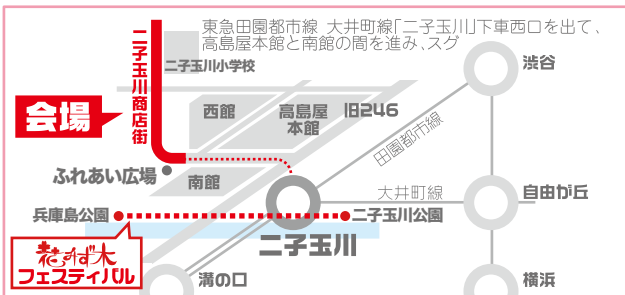 東急田園都市線 大井町線「二子玉川」下車西口を出て、
高島屋本館と南館の間を進み、スグ
二子玉川小学校
渋谷
会場
二子玉川商店街
西館
高島屋
本館
旧246
田園都市線
ふれあい広場
南館
大井町線
自由が丘
兵庫島公園
二子玉川公園
二子玉川
花みず木
フェスティバル
溝の口
横浜